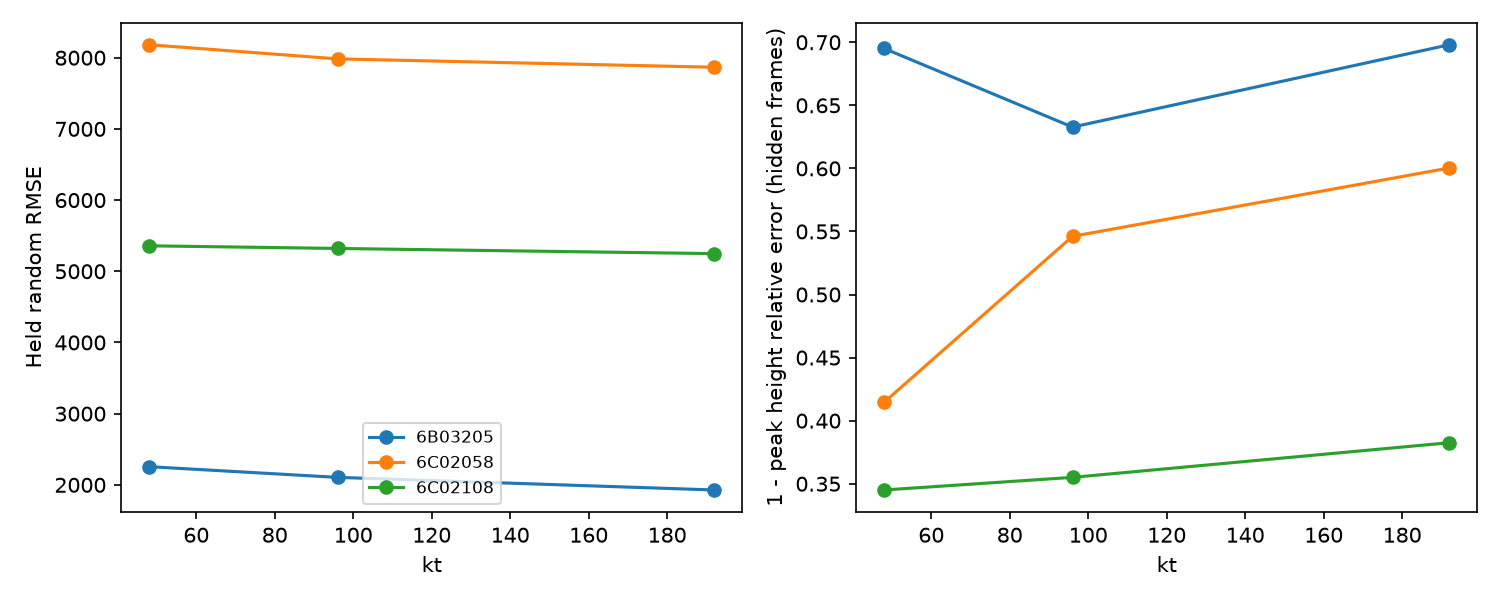 Held random RMSE
8000
7000
6000
5000
4000
3000
2000
6B03205
6C02058
6C02108
60 80 100 120 140 160 180
kt
1 - peak height relative error (hidden frames)
0.70
0.65
0.60
0.55
0.50
0.45
0.40
0.35
60 80 100 120 140 160 180
kt